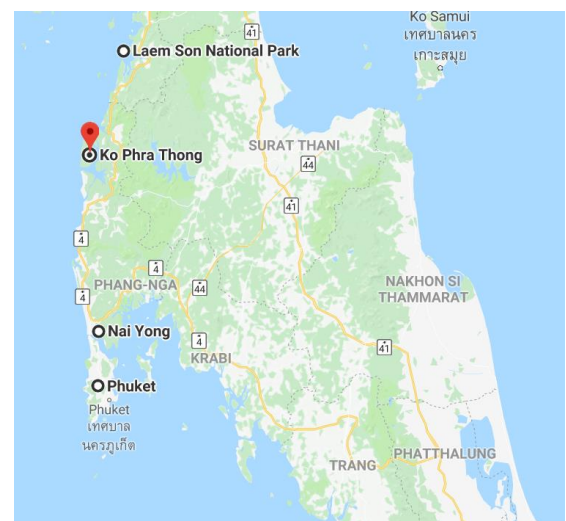 Ko Samui
เทศบาลนคร
เกาะสมุย
41
Laem Son National Park
SURAT THANI
44
Ko Phra Thong
41
4
4
PHANG-NGA
4
44
NAKHON SI
THAMMARAT
Nai Yong
4
41
KRABI
Phuket
Phuket
เทศบาล
นครภูเก็ต
PHATTHALUNG
TRANG